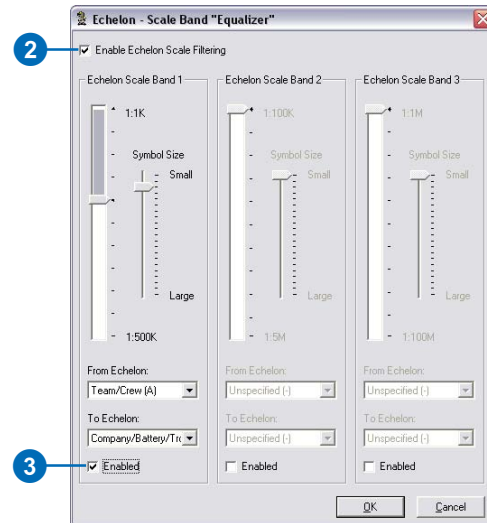 Echelon - Scale Band "Equalizer"
2
Enable Echelon Scale Filtering
Echelon Scale Band 1
1:1K
Symbol Size
Small
Large
1:500K
From Echelon:
Team/Crew (A)
To Echelon:
Company/Battery/Trc
3
Enabled
Echelon Scale Band 2
1:100K
Symbol Size
Small
Large
1:5M
From Echelon:
Unspecified (-)
To Echelon:
Unspecified (-)
Enabled
Echelon Scale Band 3
1:1M
Symbol Size
Small
Large
1:100M
From Echelon:
Unspecified (-)
To Echelon:
Unspecified (-)
Enabled
OK
Cancel